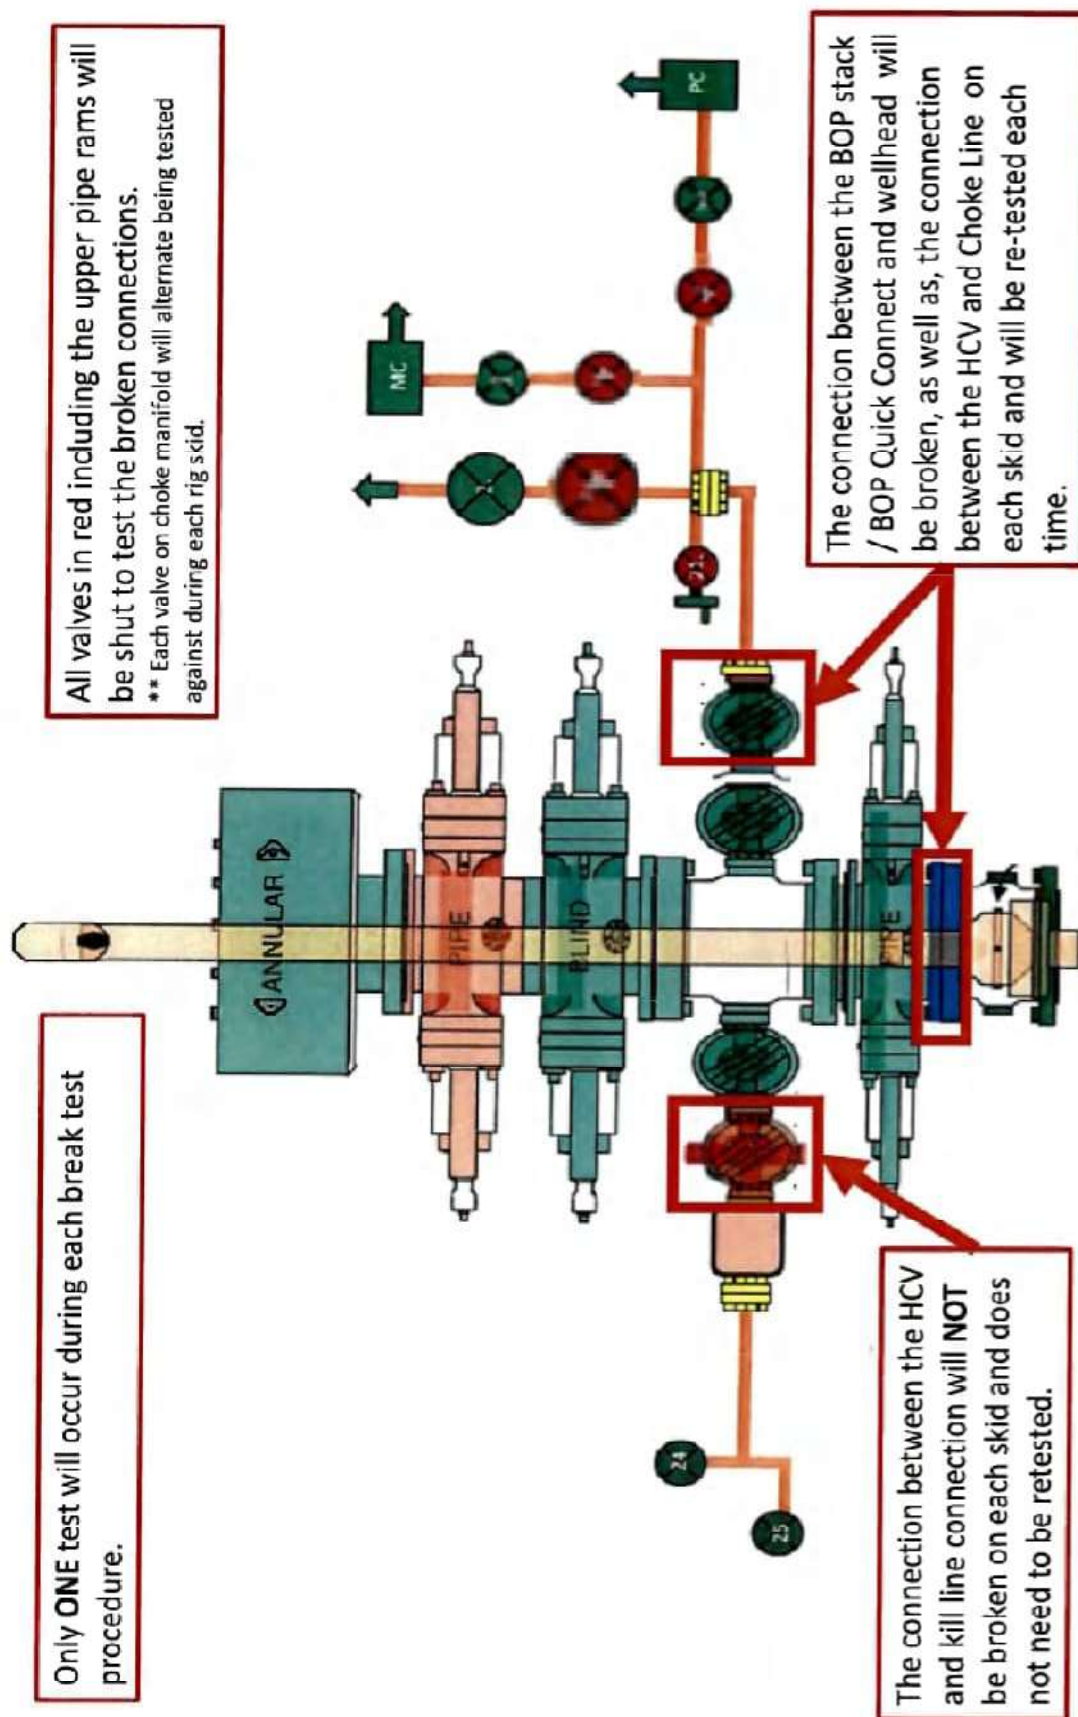 Only ONE test will occur during each break test
procedure.
All valves in red including the upper pipe rams will
be shut to test the broken connections.
** Each valve on choke manifold will alternate being tested
against during each rig skid.
ANNULAR
PIPE
BLIND
PIPE
MC
PC
24
25
The connection between the HCV
and kill line connection will NOT
be broken on each skid and does
not need to be retested.
The connection between the BOP stack
/ BOP Quick Connect and wellhead will
be broken, as well as, the connection
between the HCV and Choke Line on
each skid and will be re-tested each
time.